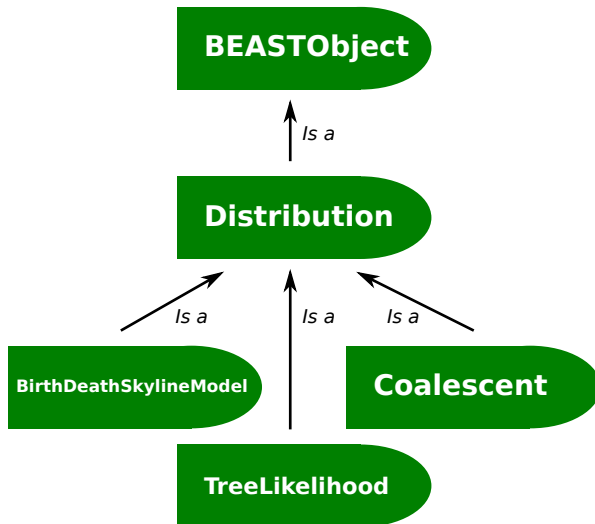 BEASTObject
Is a
Distribution
Is a
Is a
Is a
BirthDeathSkylineModel
Coalescent
TreeLikelihood